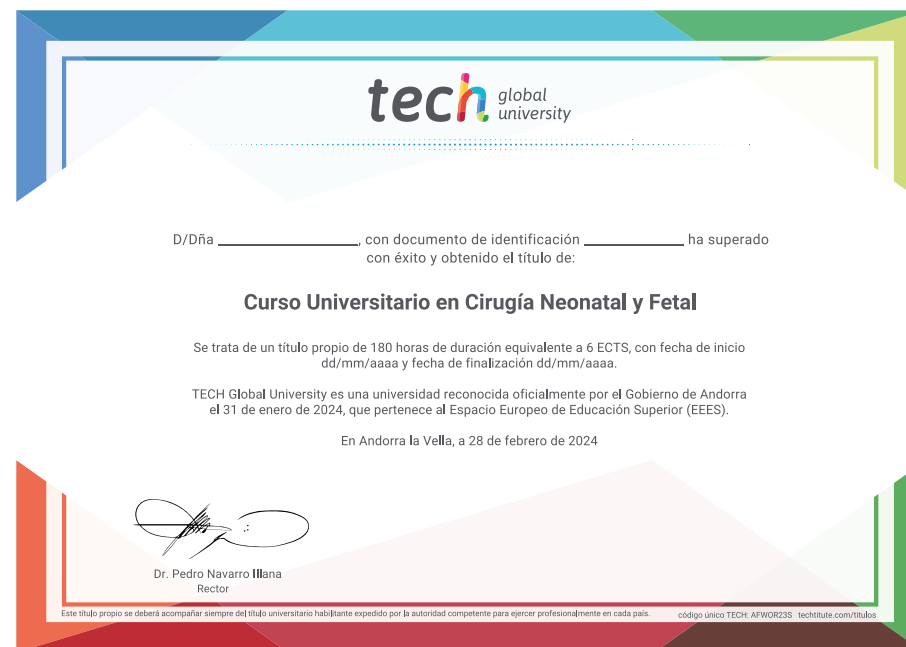 tech global university
D/Dña ____________________, con documento de identificación ______________ ha superado
con éxito y obtenido el título de:
Curso Universitario en Cirugía Neonatal y Fetal
Se trata de un título propio de 180 horas de duración equivalente a 6 ECTS, con fecha de inicio
dd/mm/aaaa y fecha de finalización dd/mm/aaaa.
TECH Global University es una universidad reconocida oficialmente por el Gobierno de Andorra
el 31 de enero de 2024, que pertenece al Espacio Europeo de Educación Superior (EEES).
En Andorra la Vella, a 28 de febrero de 2024
Dr. Pedro Navarro Illana
Rector
Este título propio se deberá acompañar siempre del título universitario habilitante expedido por la autoridad competente para ejercer profesionalmente en cada país. código único TECH: AFWOR23S techtitute.com/titulos